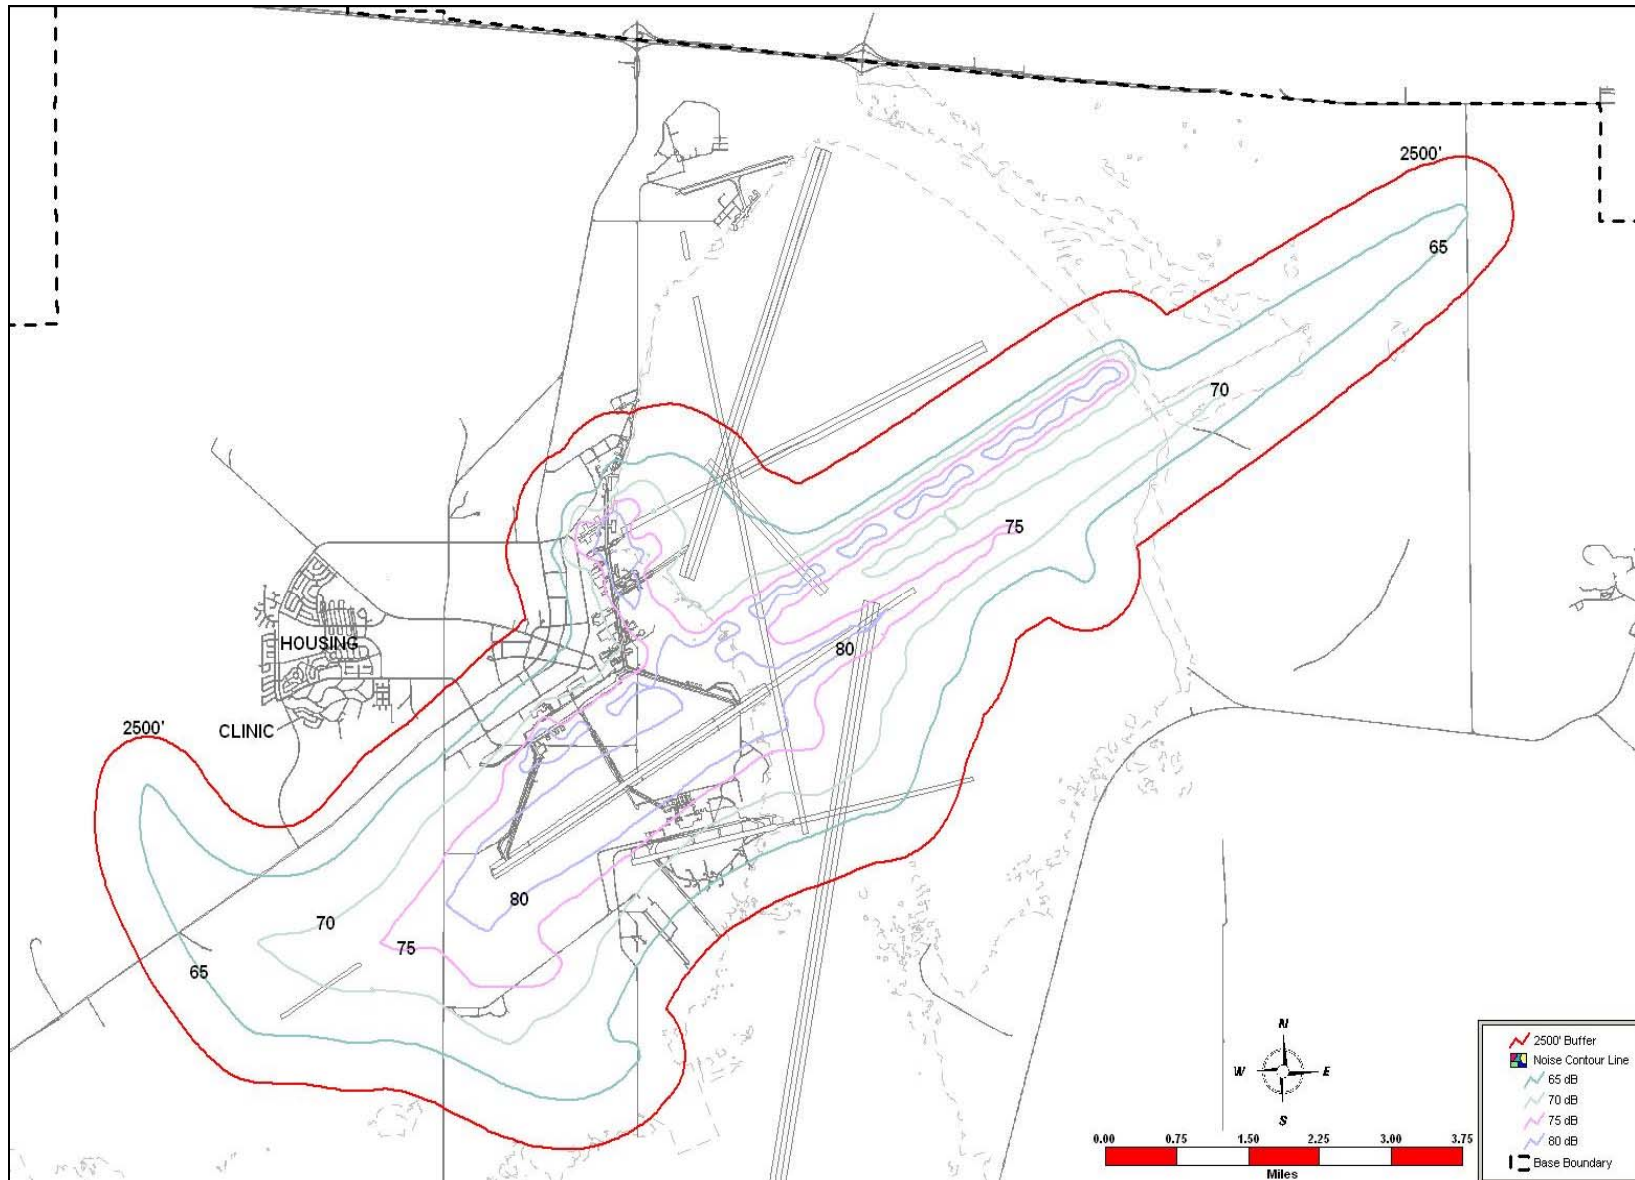 2500'
65
70
75
HOUSING
80
CLINIC
2500'
80
70
75
65
N
W
E
S
0.00 0.75 1.50 2.25 3.00 3.75
Miles
2500' Buffer
Noise Contour Line
65 dB
70 dB
75 dB
80 dB
Base Boundary